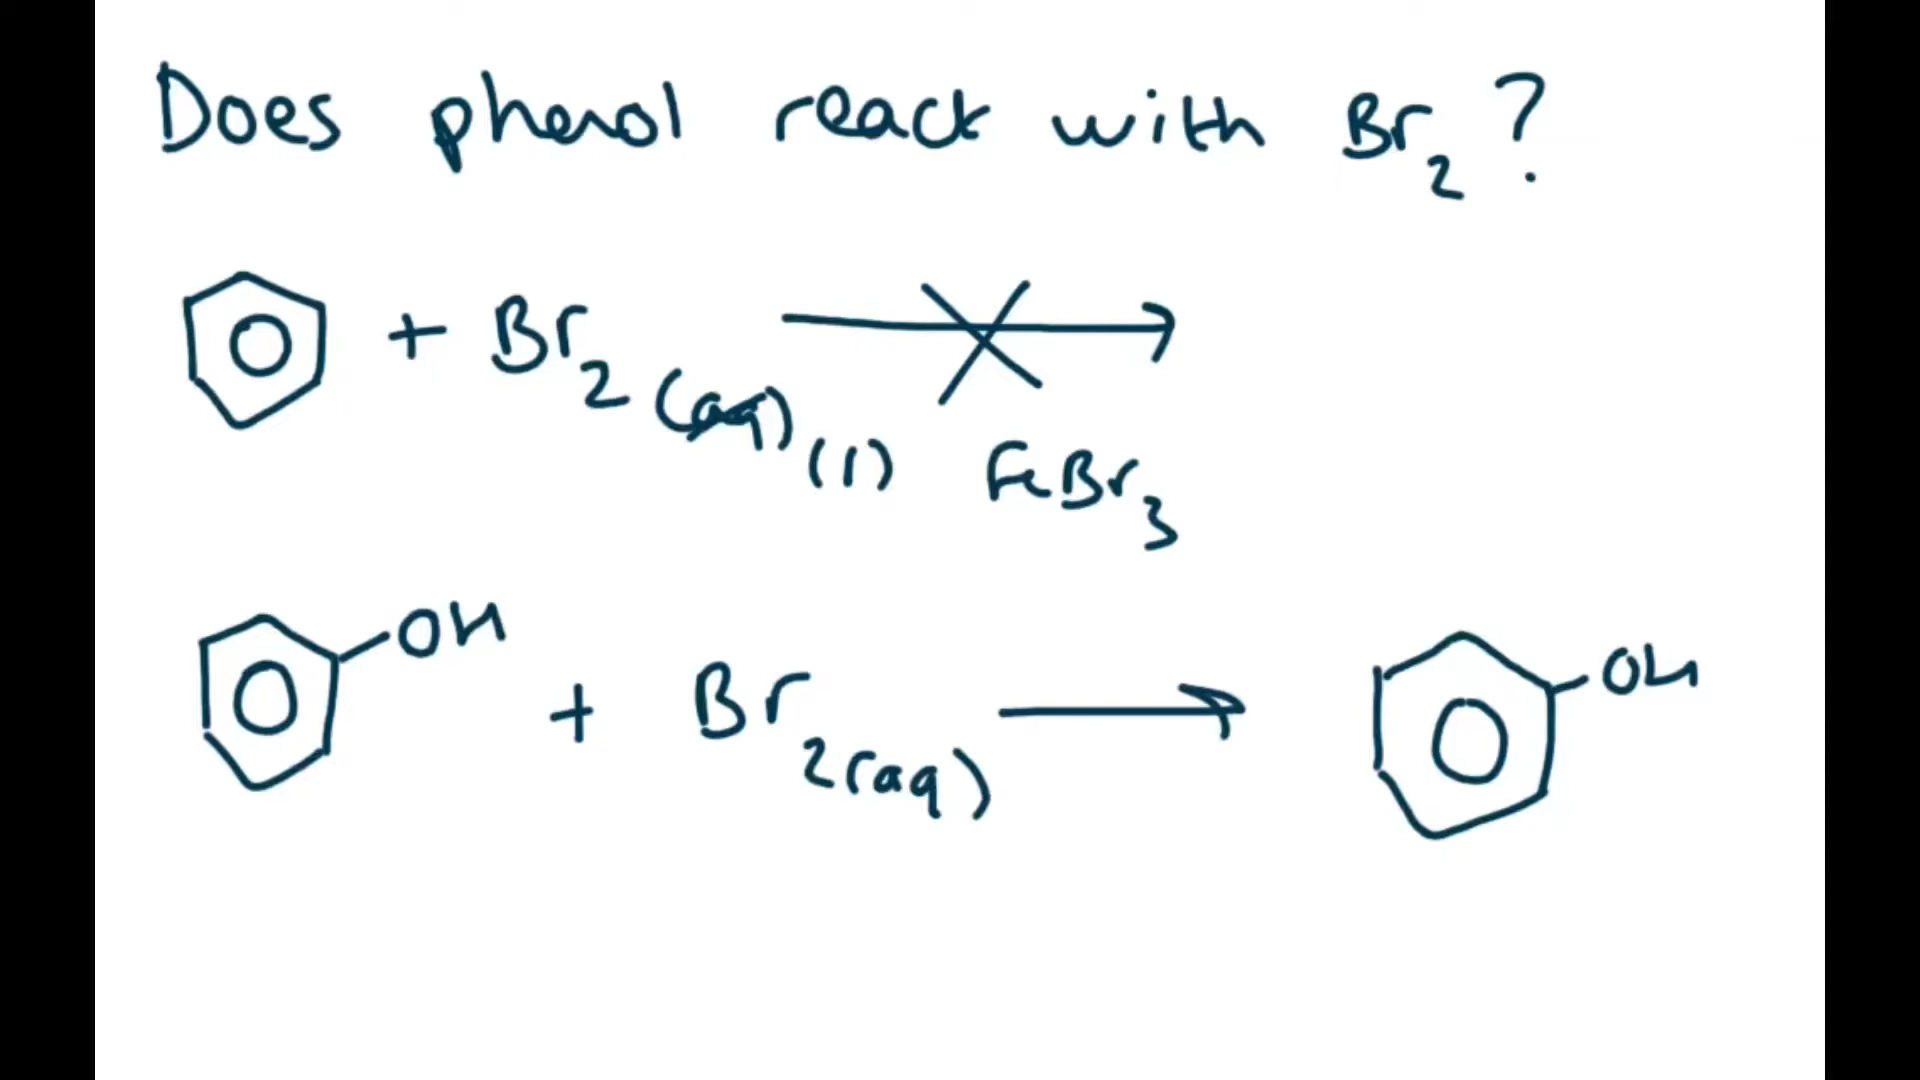 Does phenol react with Br2?
+ Br2(aq)(l) FeBr3
OH + Br2(aq) OH